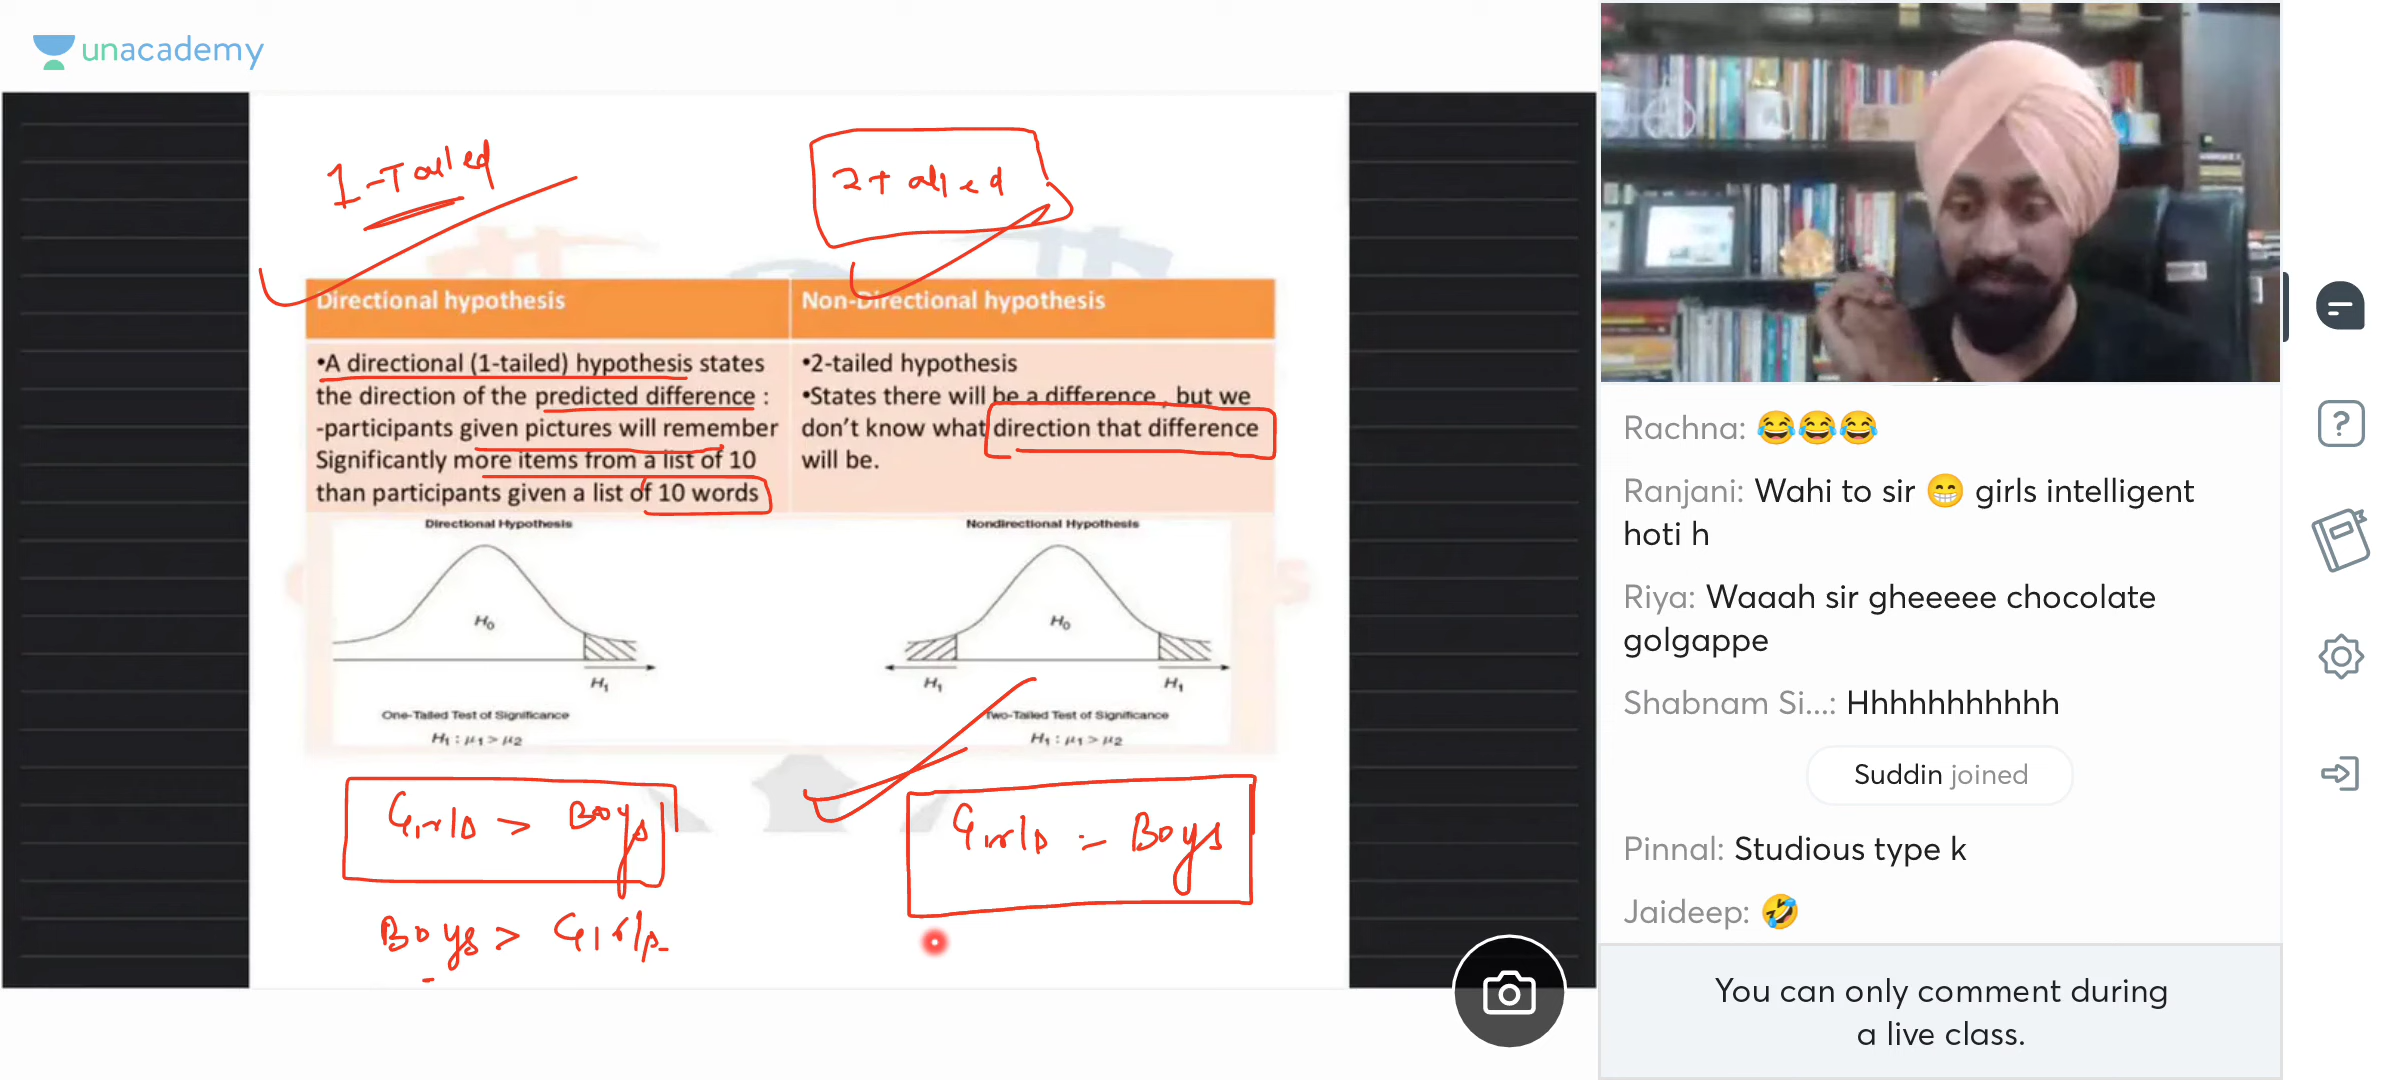 unacademy
1-Tailed
2 tailed
Directional hypothesis
Non-Directional hypothesis
•A directional (1-tailed) hypothesis states
the direction of the predicted difference :
-participants given pictures will remember
Significantly more items from a list of 10
than participants given a list of 10 words
•2-tailed hypothesis
•States there will be a difference , but we
don't know what direction that difference
will be.
Directional Hypothesis
H₀
H₁
One-Tailed Test of Significance
H₁ : μ₁ > μ₂
Nondirectional Hypothesis
H₀
H₁
H₁
Two-Tailed Test of Significance
H₁ : μ₁ > μ₂
Girls > Boys
Boys > Girls
Girls = Boys
Rachna: 😂😂😂
Ranjani: Wahi to sir 😁 girls intelligent
hoti h
Riya: Waaah sir gheeeee chocolate
golgappe
Shabnam Si...: Hhhhhhhhhhh
Suddin joined
Pinnal: Studious type k
Jaideep: 🤣
You can only comment during
a live class.